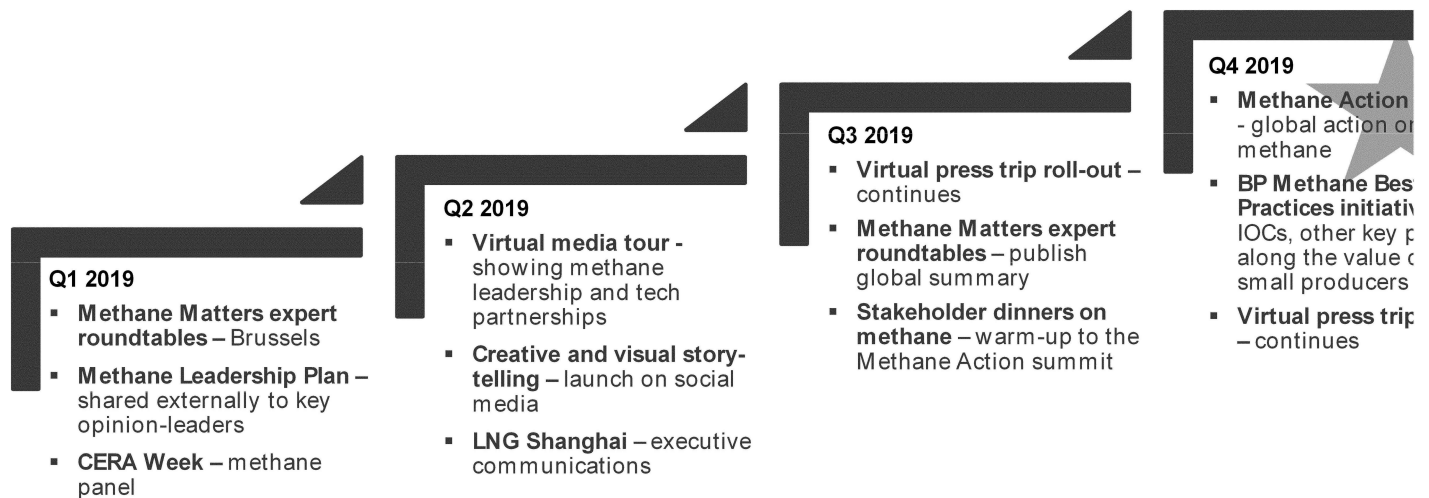 Q1 2019
▪ Methane Matters expert
roundtables – Brussels
▪ Methane Leadership Plan –
shared externally to key
opinion-leaders
▪ CERA Week – methane
panel
Q2 2019
▪ Virtual media tour -
showing methane
leadership and tech
partnerships
▪ Creative and visual story-
telling – launch on social
media
▪ LNG Shanghai – executive
communications
Q3 2019
▪ Virtual press trip roll-out –
continues
▪ Methane Matters expert
roundtables – publish
global summary
▪ Stakeholder dinners on
methane – warm-up to the
Methane Action summit
Q4 2019
▪ Methane Action
- global action
methane
▪ BP Methane
Practices
IOCs, other key
along the value
small producers
▪ Virtual press trip
– continues